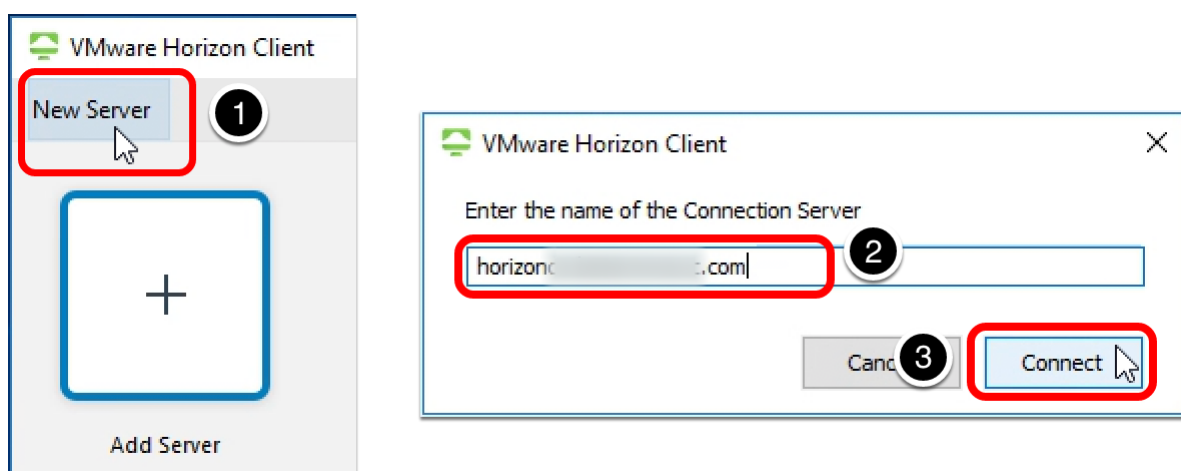 VMware Horizon Client
New Server
1
Add Server
VMware Horizon Client
Enter the name of the Connection Server
2
.com
3
Connect